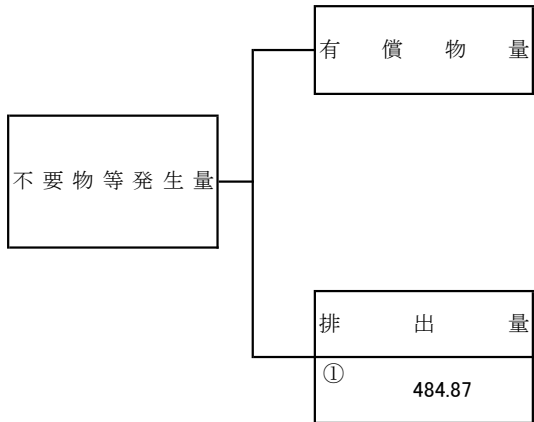 有償物量
不要物等発生量
排出量
①
484.87